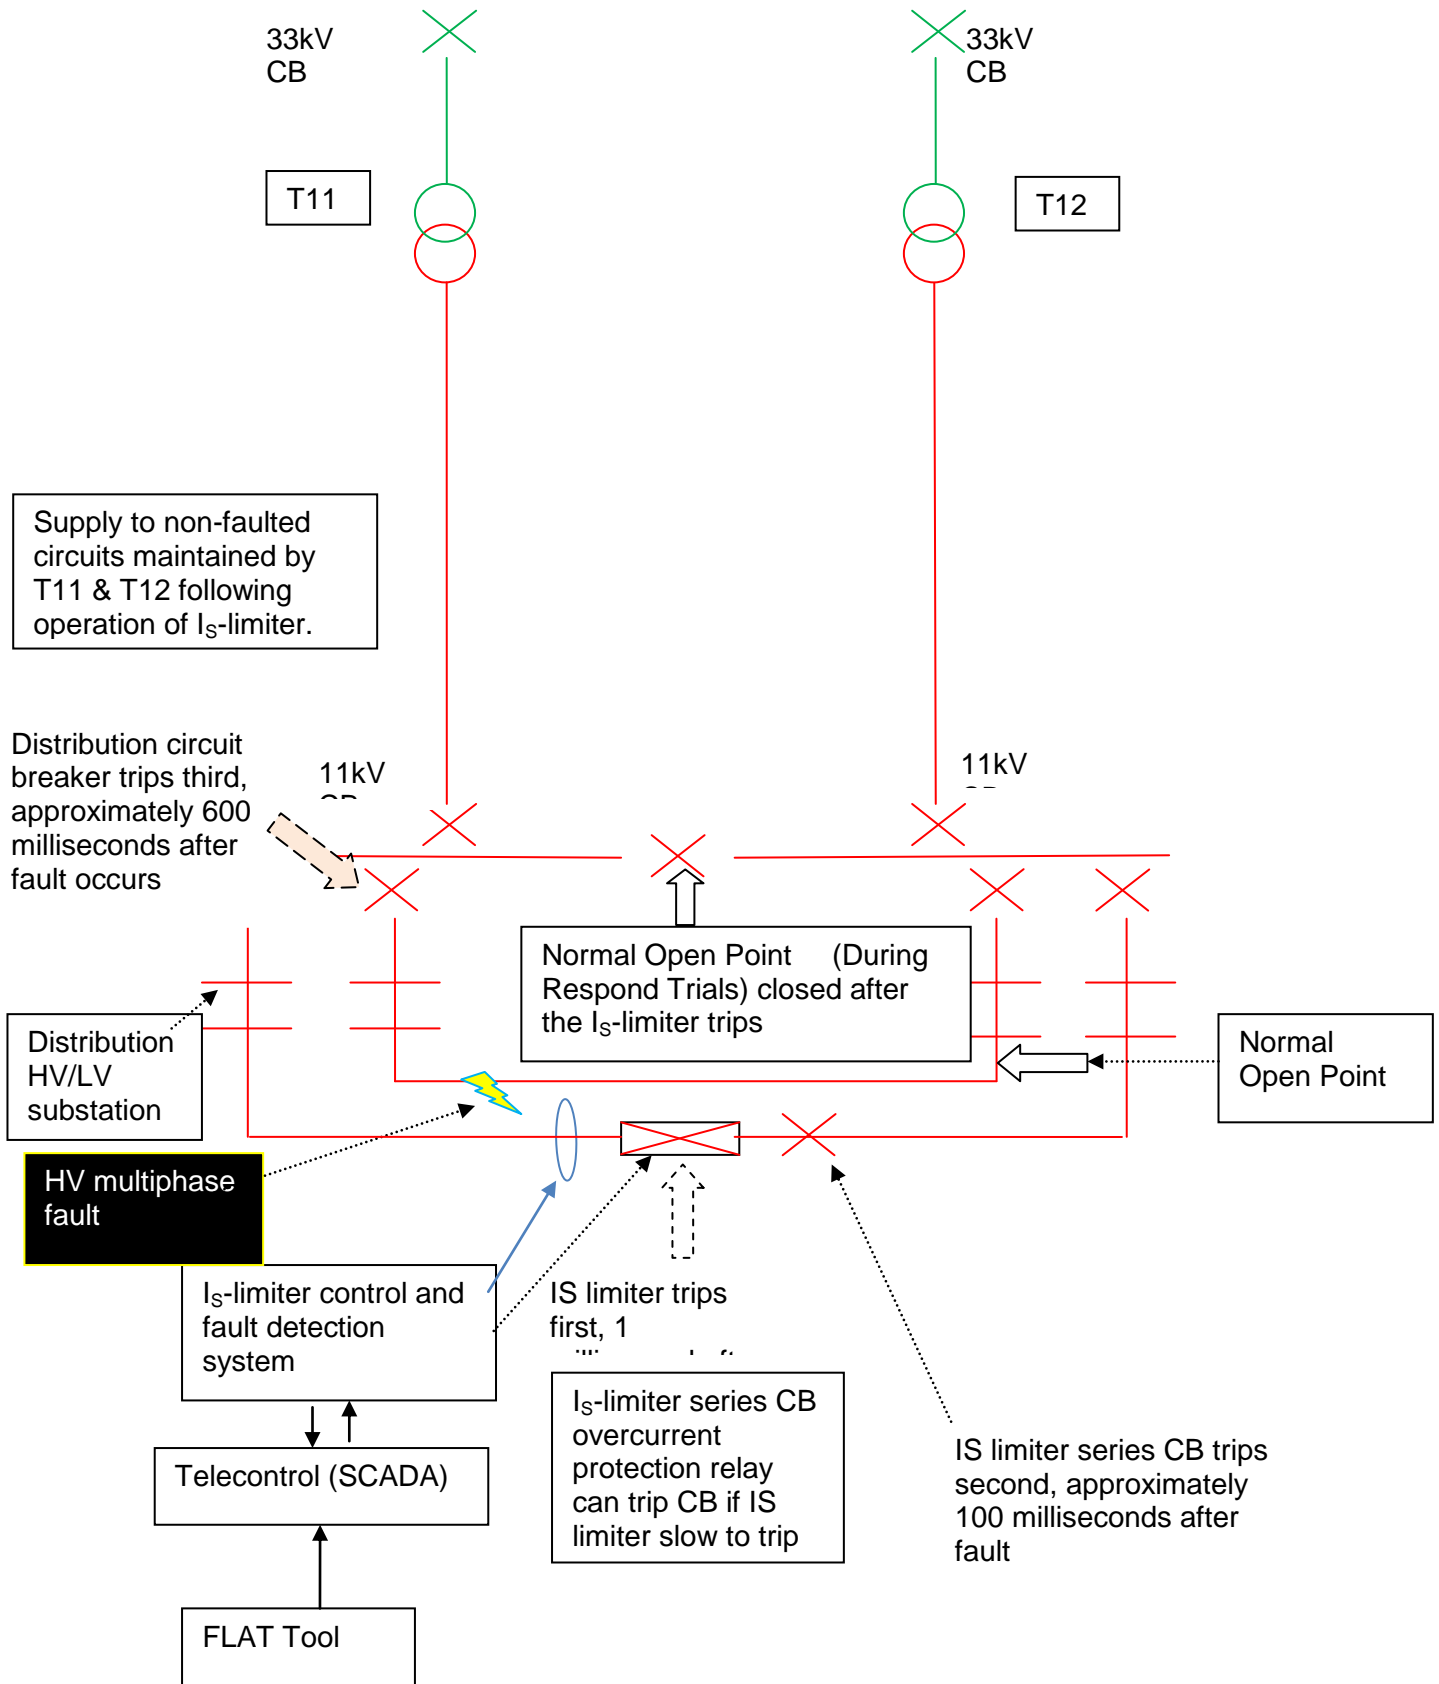 33kV
CB
33kV
CB
T11
T12
Supply to non-faulted
circuits maintained by
T11 & T12 following
operation of IS-limiter.
Distribution circuit
breaker trips third,
approximately 600
milliseconds after
fault occurs
11kV
11kV
Normal Open Point (During
Respond Trials) closed after
the IS-limiter trips
Distribution
HV/LV
substation
Normal
Open Point
HV multiphase
fault
IS-limiter control and
fault detection
system
IS limiter trips
first, 1
IS-limiter series CB
overcurrent
protection relay
can trip CB if IS
limiter slow to trip
IS limiter series CB trips
second, approximately
100 milliseconds after
fault
Telecontrol (SCADA)
FLAT Tool